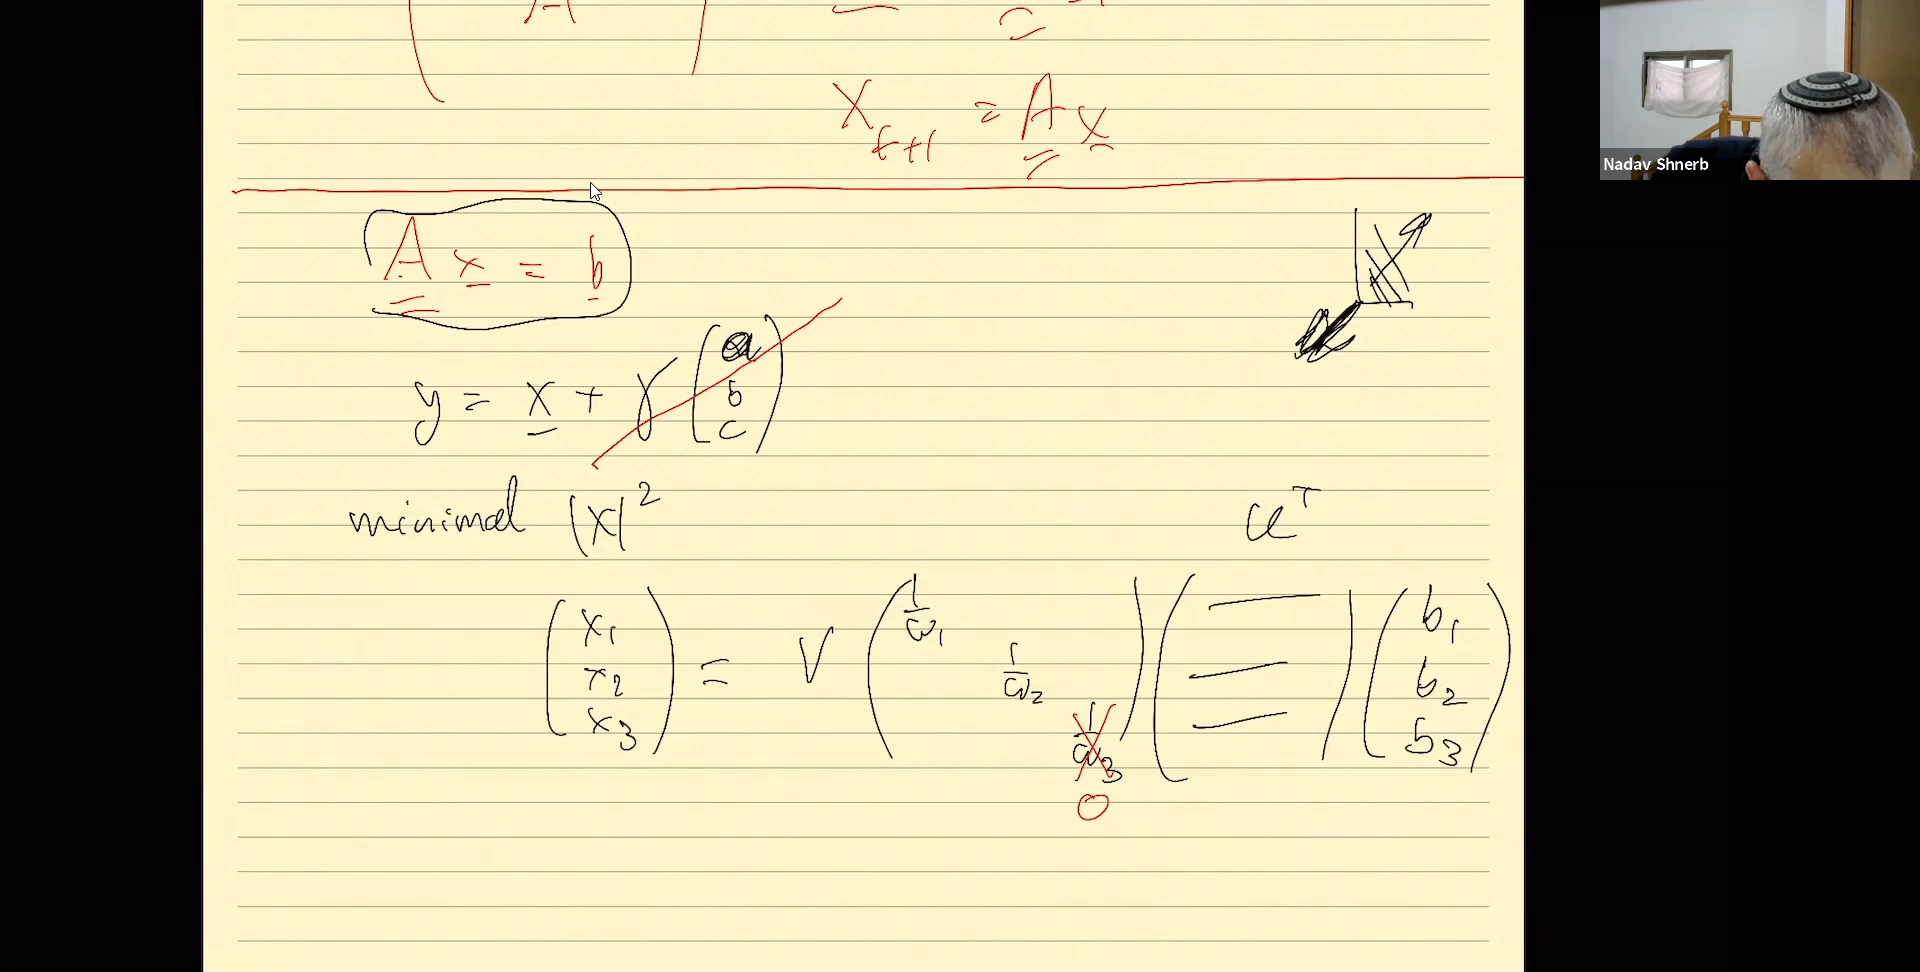 A
X_{t+1} = A x
Nadav Shnerb
A x = b
y = x + γ (a b c)
minimal |x|²
u^T
(x₁ x₂ x₃) = V (1/ω₁ 1/ω₂ 1/ω₃) (b₁ b₂ b₃)
0